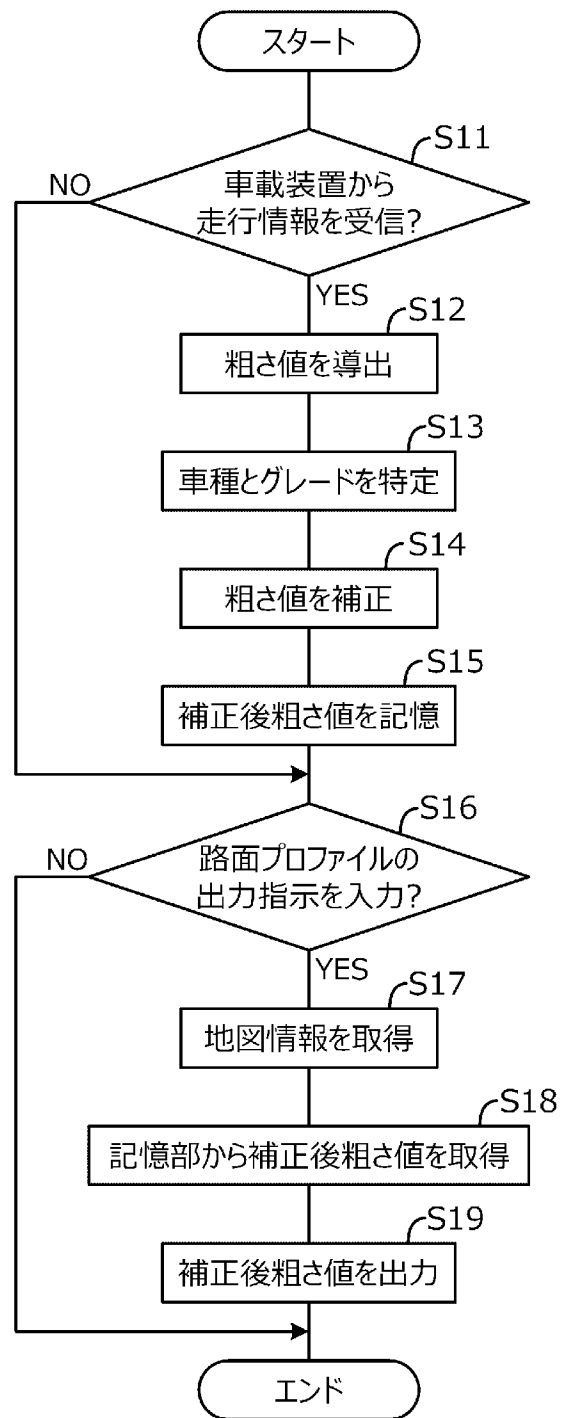 スタート
S11
NO
車載装置から
走行情報を受信?
YES
S12
粗さ値を導出
S13
車種とグレードを特定
S14
粗さ値を補正
S15
補正後粗さ値を記憶
S16
NO
路面プロファイルの
出力指示を入力?
YES
S17
地図情報を取得
S18
記憶部から補正後粗さ値を取得
S19
補正後粗さ値を出力
エンド